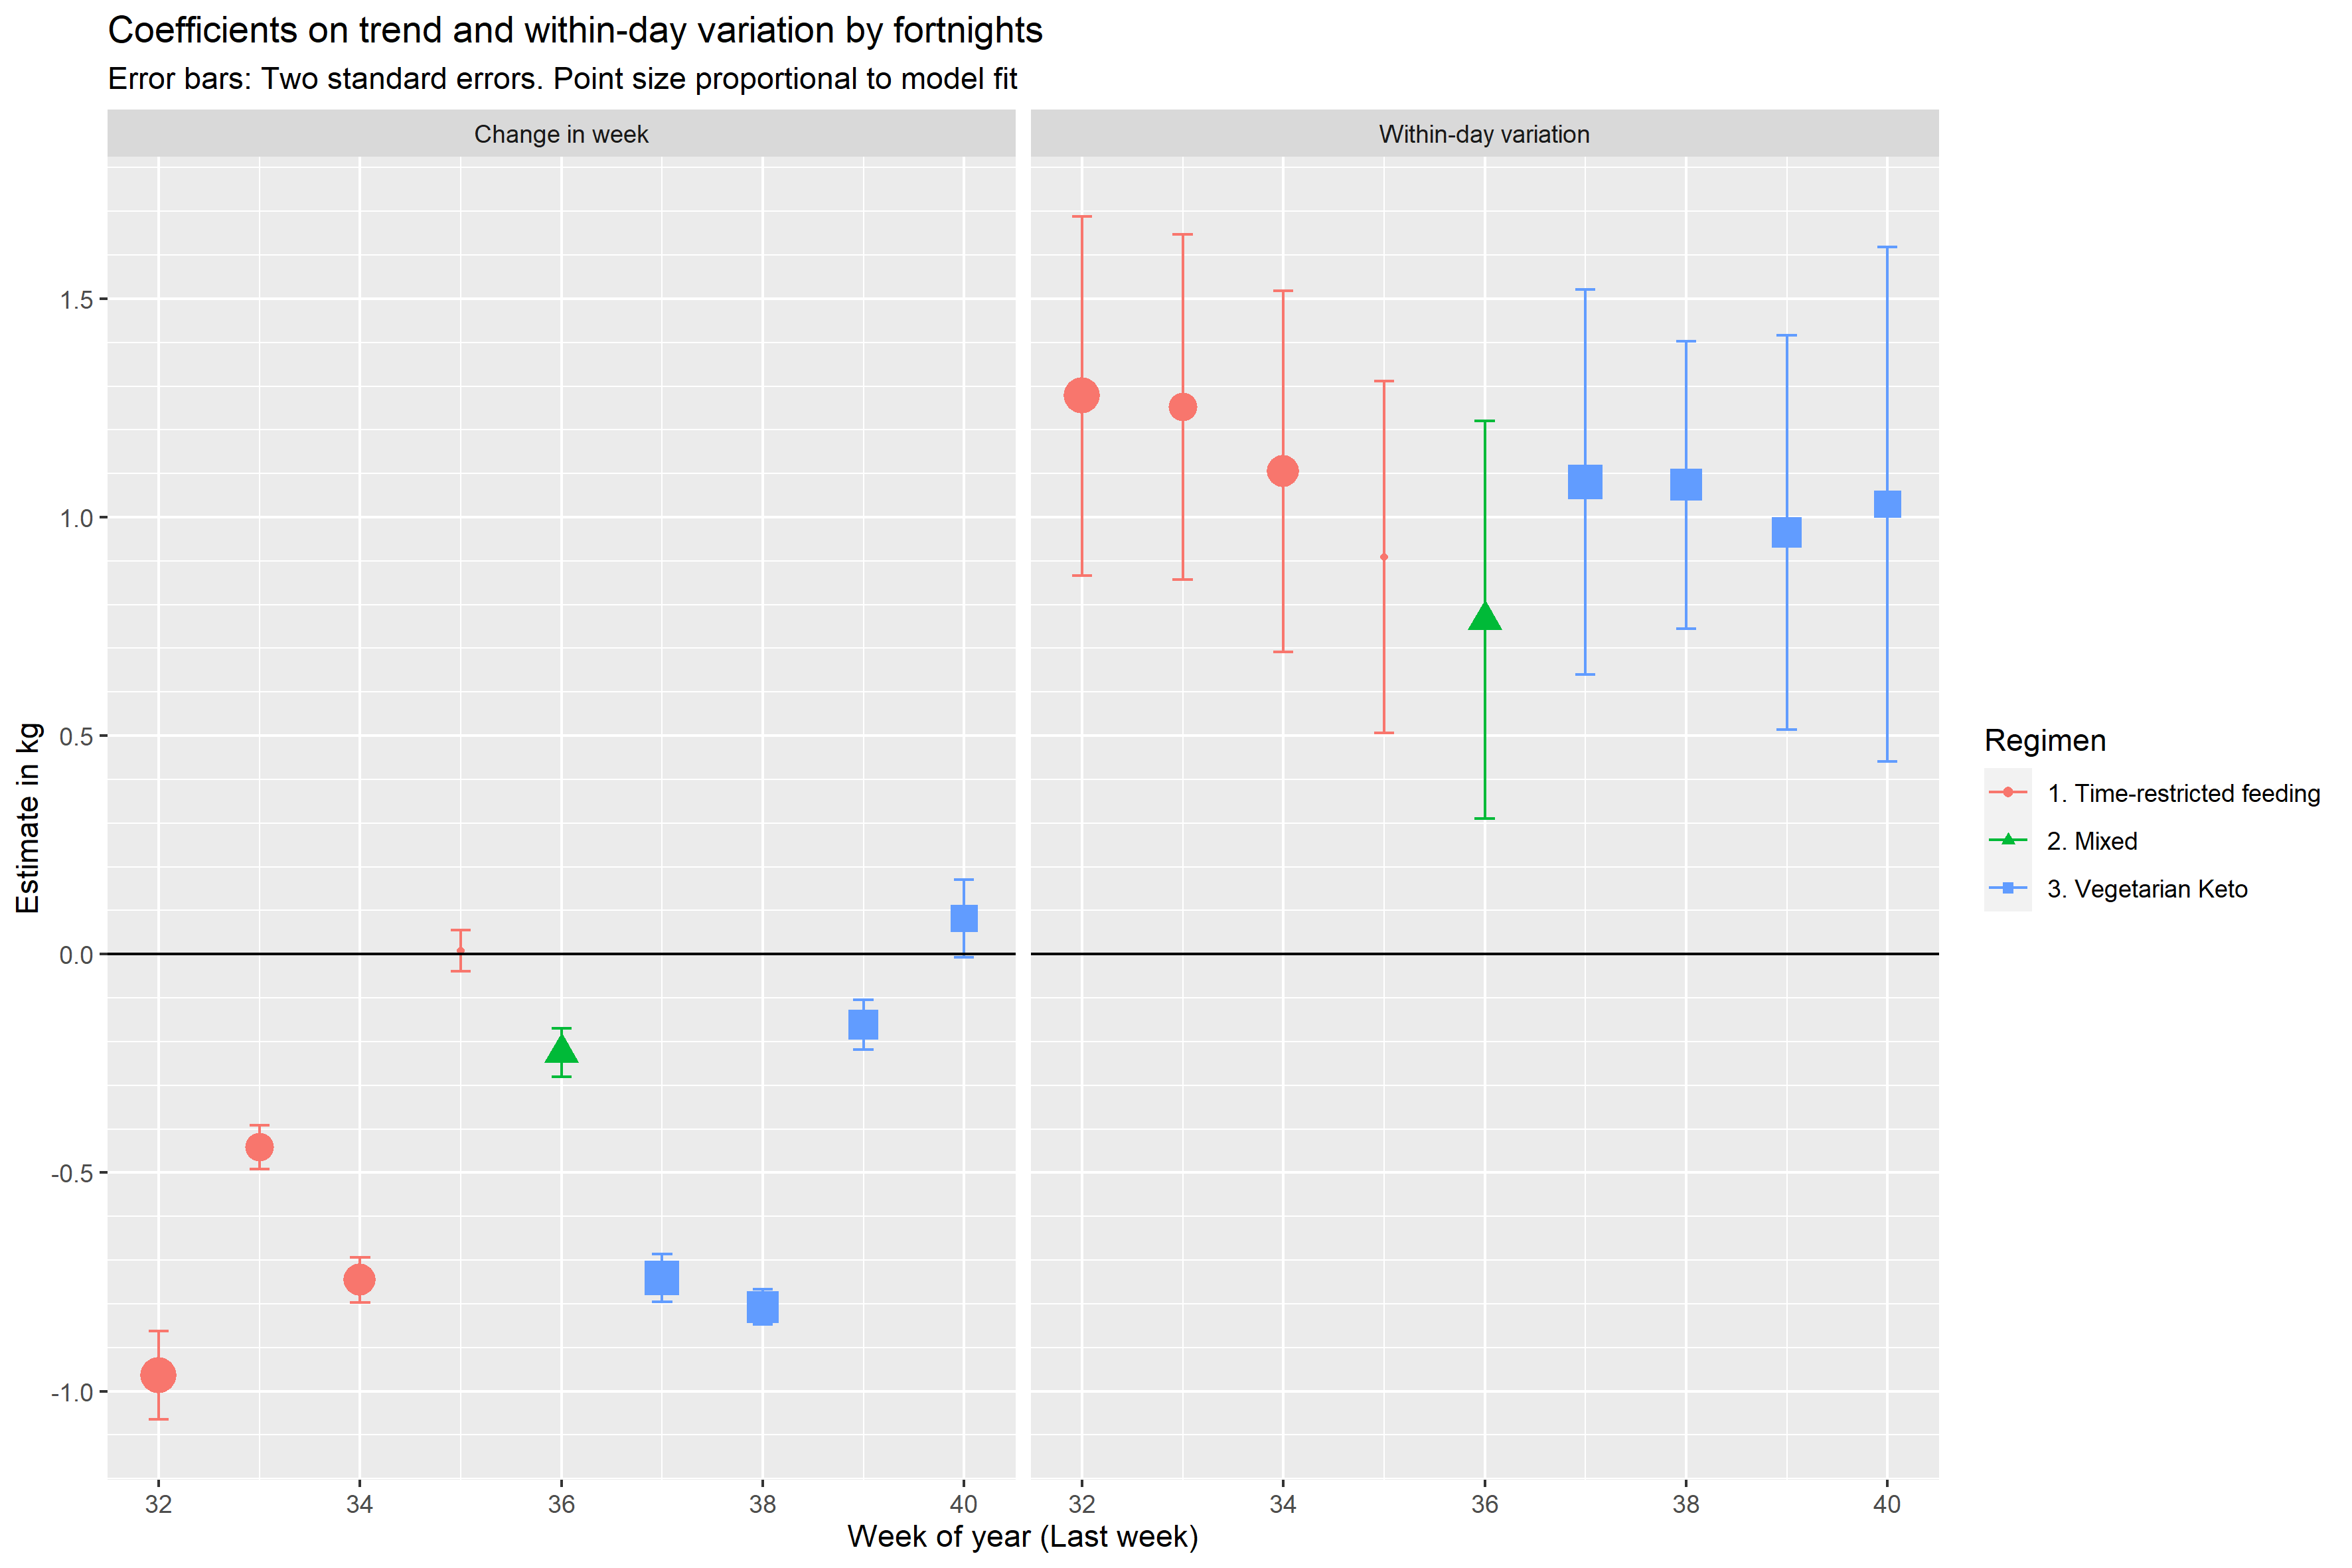 Coefficients on trend and within-day variation by fortnights
Error bars: Two standard errors. Point size proportional to model fit
Change in week
Within-day variation
Estimate in kg
1.5
1.0
0.5
0.0
-0.5
-1.0
32 34 36 38 40
32 34 36 38 40
Week of year (Last week)
Regimen
1. Time-restricted feeding
2. Mixed
3. Vegetarian Keto